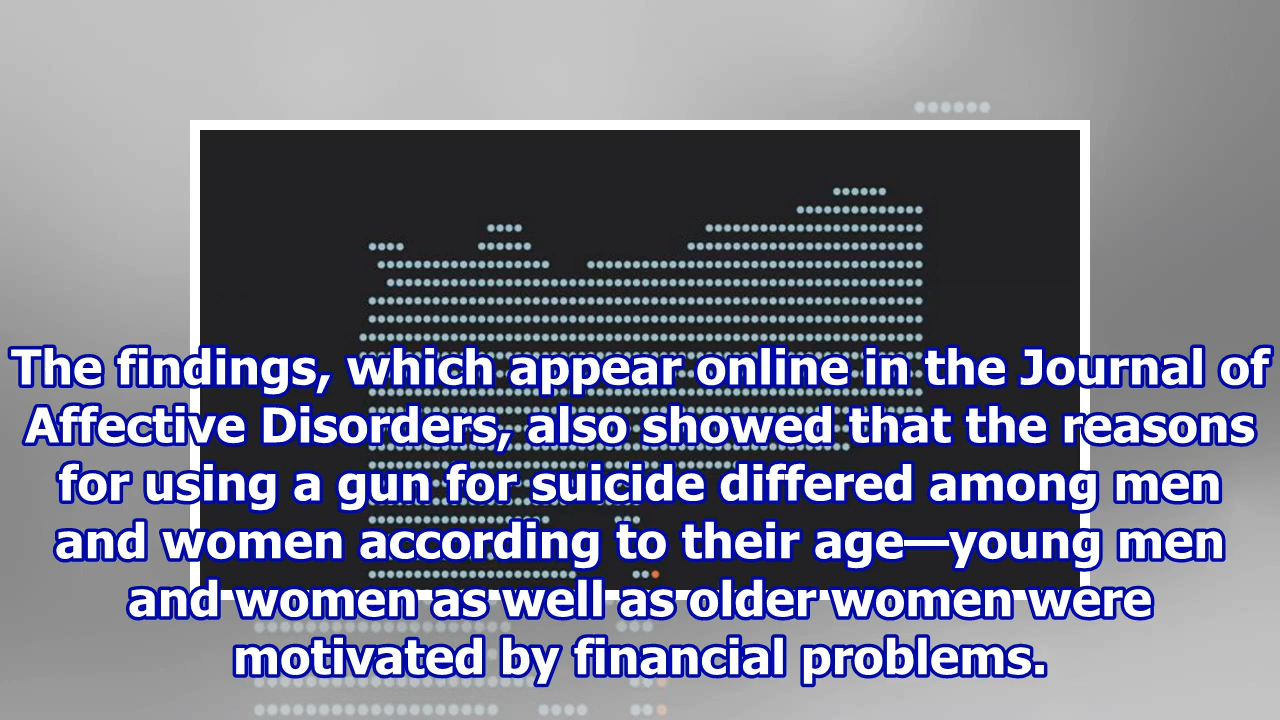 The findings, which appear online in the Journal of
Affective Disorders, also showed that the reasons
for using a gun for suicide differed among men
and women according to their age—young men
and women as well as older women were
motivated by financial problems.